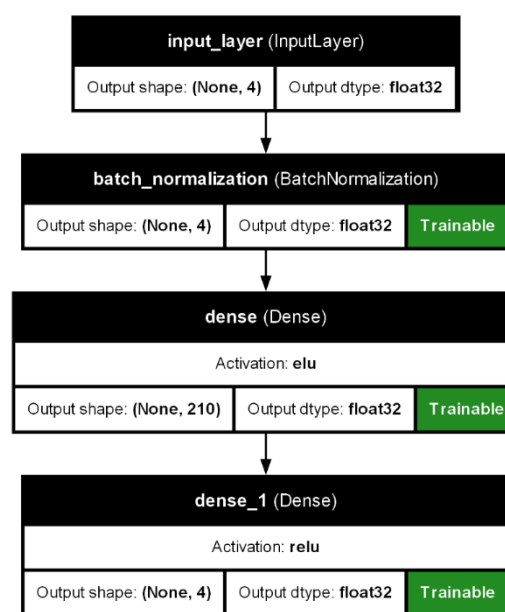 input_layer (InputLayer)
Output shape: (None, 4) Output dtype: float32
batch_normalization (BatchNormalization)
Output shape: (None, 4) Output dtype: float32 Trainable
dense (Dense)
Activation: elu
Output shape: (None, 210) Output dtype: float32 Trainable
dense_1 (Dense)
Activation: relu
Output shape: (None, 4) Output dtype: float32 Trainable